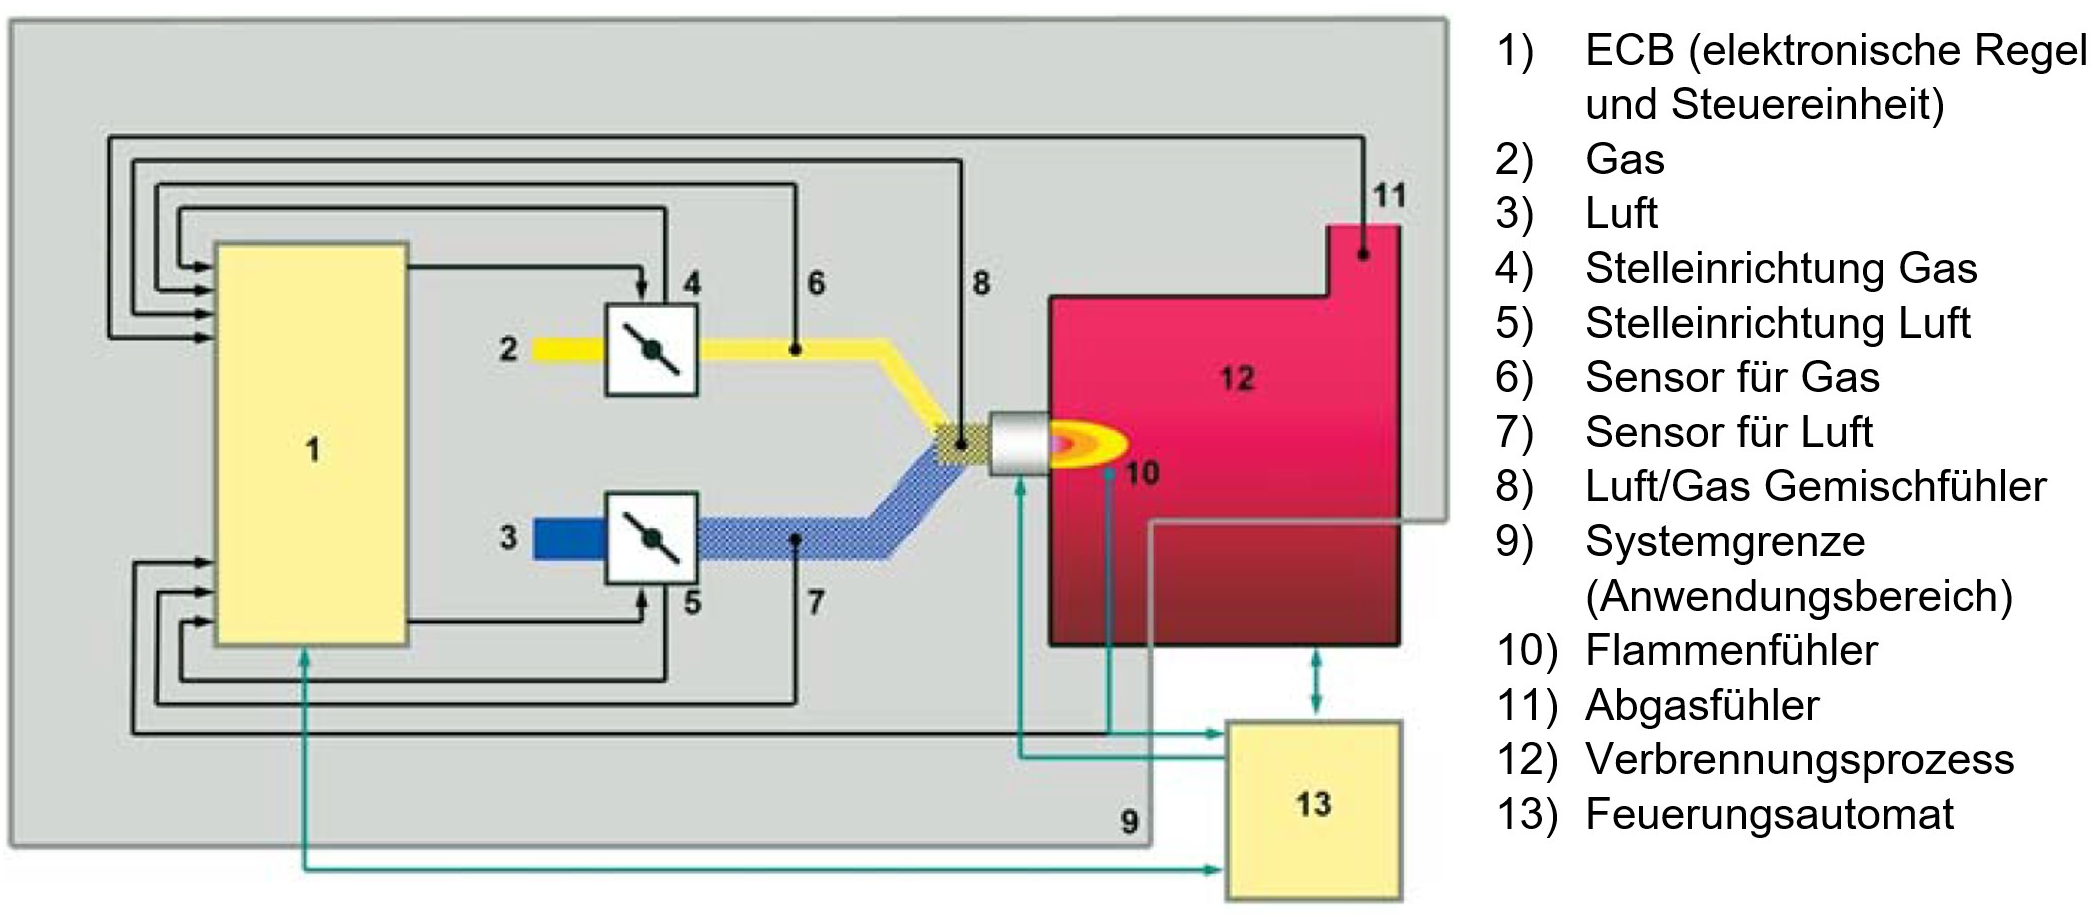 11
4
6
8
2
12
1
10
3
5
7
13
9
1) ECB (elektronische Regel
und Steuereinheit)
2) Gas
3) Luft
4) Stelleinrichtung Gas
5) Stelleinrichtung Luft
6) Sensor für Gas
7) Sensor für Luft
8) Luft/Gas Gemischfühler
9) Systemgrenze
(Anwendungsbereich)
10) Flammenfühler
11) Abgasfühler
12) Verbrennungsprozess
13) Feuerungsautomat